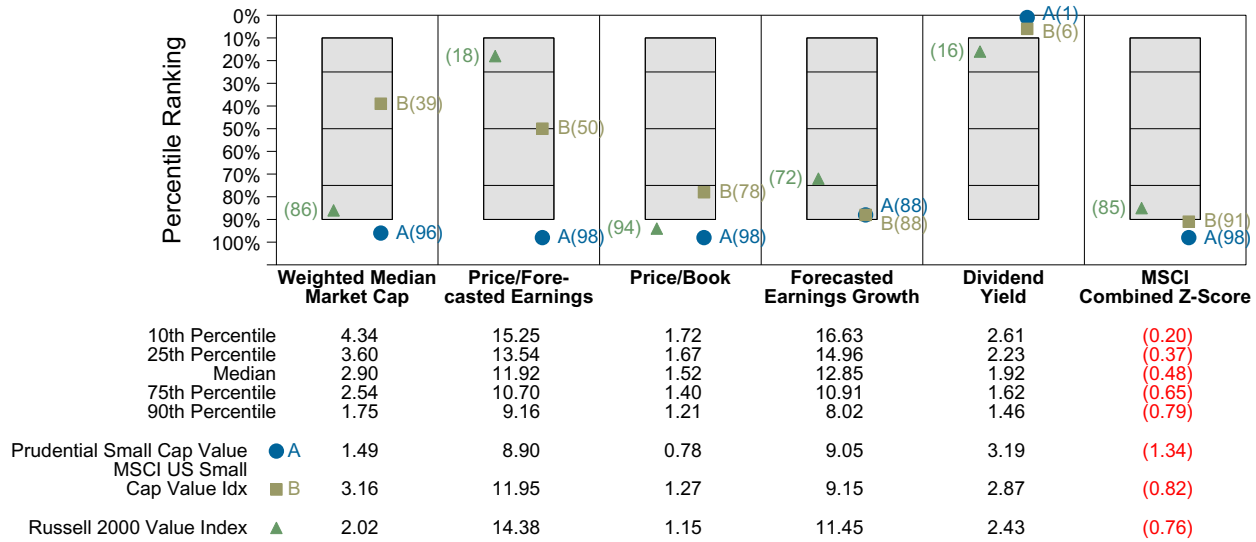 Percentile Ranking
0%
10%
20%
30%
40%
50%
60%
70%
80%
90%
100%
(86)
B(39)
A(96)
(18)
B(50)
A(98)
(94)
B(78)
A(98)
(72)
A(88)
B(88)
(16)
A(1)
B(6)
(85)
B(91)
A(98)
Weighted Median Market Cap
Price/Fore-casted Earnings
Price/Book
Forecasted Earnings Growth
Dividend Yield
MSCI Combined Z-Score
10th Percentile 4.34 15.25 1.72 16.63 2.61 (0.20)
25th Percentile 3.60 13.54 1.67 14.96 2.23 (0.37)
Median 2.90 11.92 1.52 12.85 1.92 (0.48)
75th Percentile 2.54 10.70 1.40 10.91 1.62 (0.65)
90th Percentile 1.75 9.16 1.21 8.02 1.46 (0.79)
Prudential Small Cap Value A 1.49 8.90 0.78 9.05 3.19 (1.34)
MSCI US Small
Cap Value Idx B 3.16 11.95 1.27 9.15 2.87 (0.82)
Russell 2000 Value Index 2.02 14.38 1.15 11.45 2.43 (0.76)